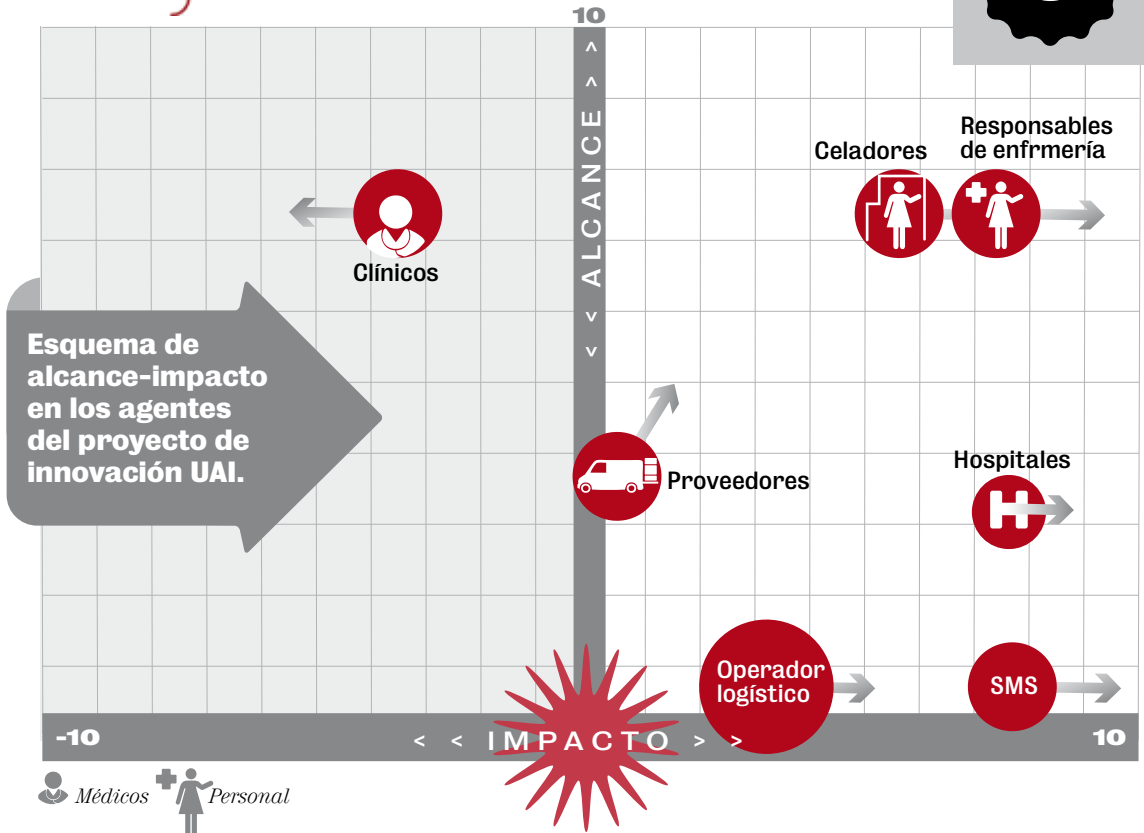 10
< < ALCANCE > >
Celadores
Responsables
de enfrmería
Clínicos
Esquema de
alcance-impacto
en los agentes
del proyecto de
innovación UAI.
Proveedores
Hospitales
H
Operador
logístico
SMS
-10
< < IMPACTO > >
10
Médicos
Personal